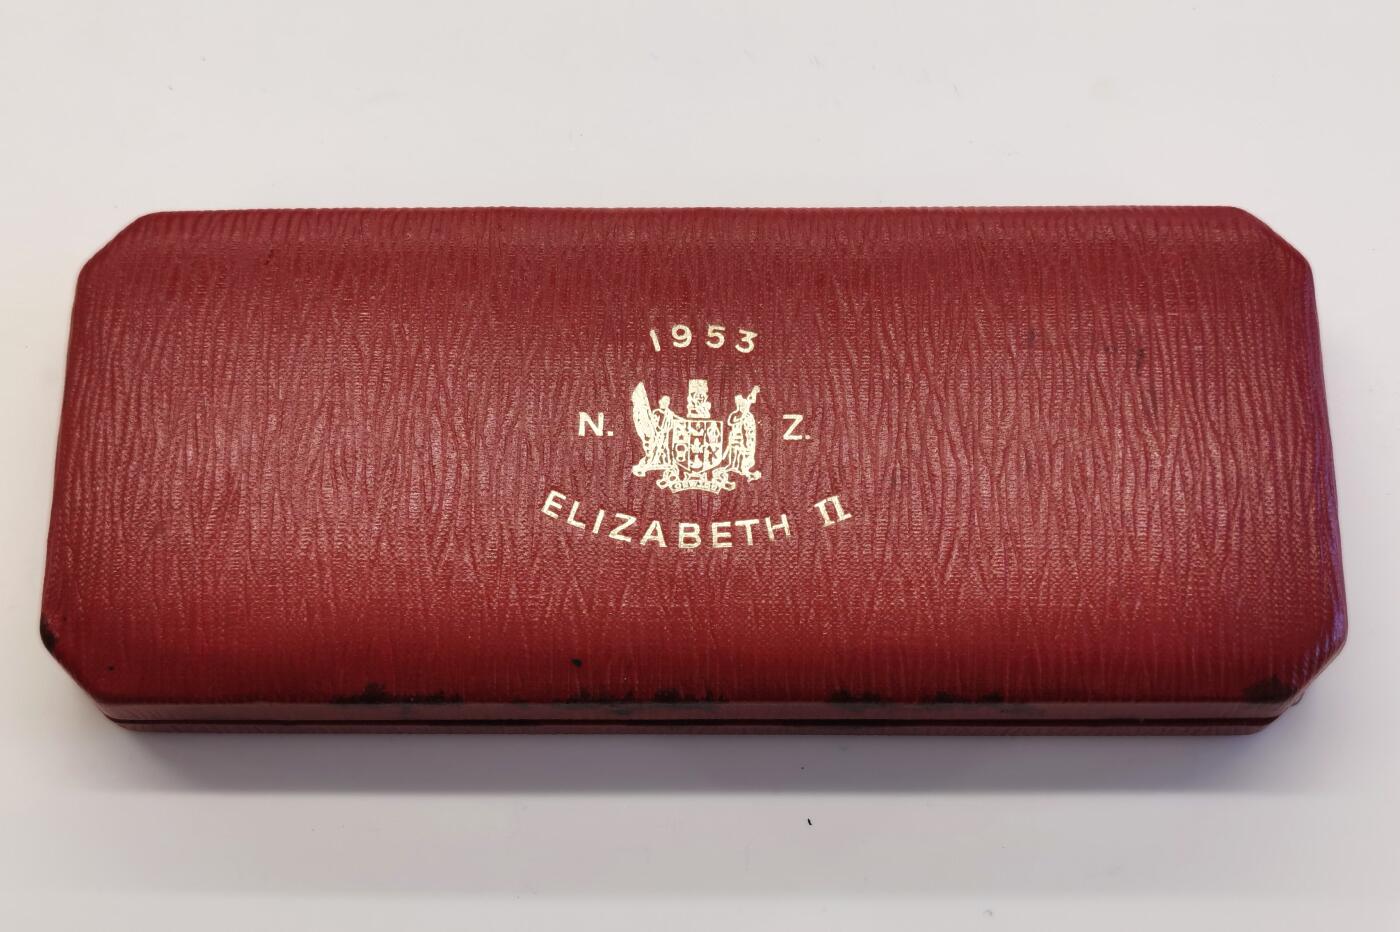 1953
N. Z.
ELIZABETH II